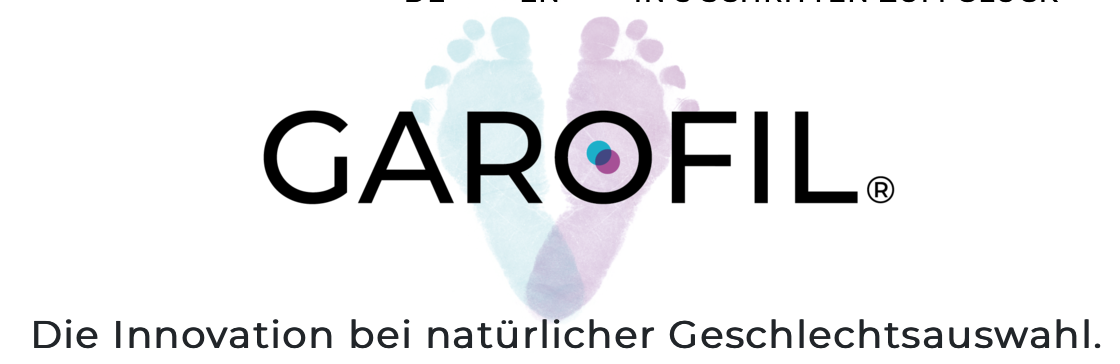 GAROFIL®
Die Innovation bei natürlicher Geschlechtsauswahl.